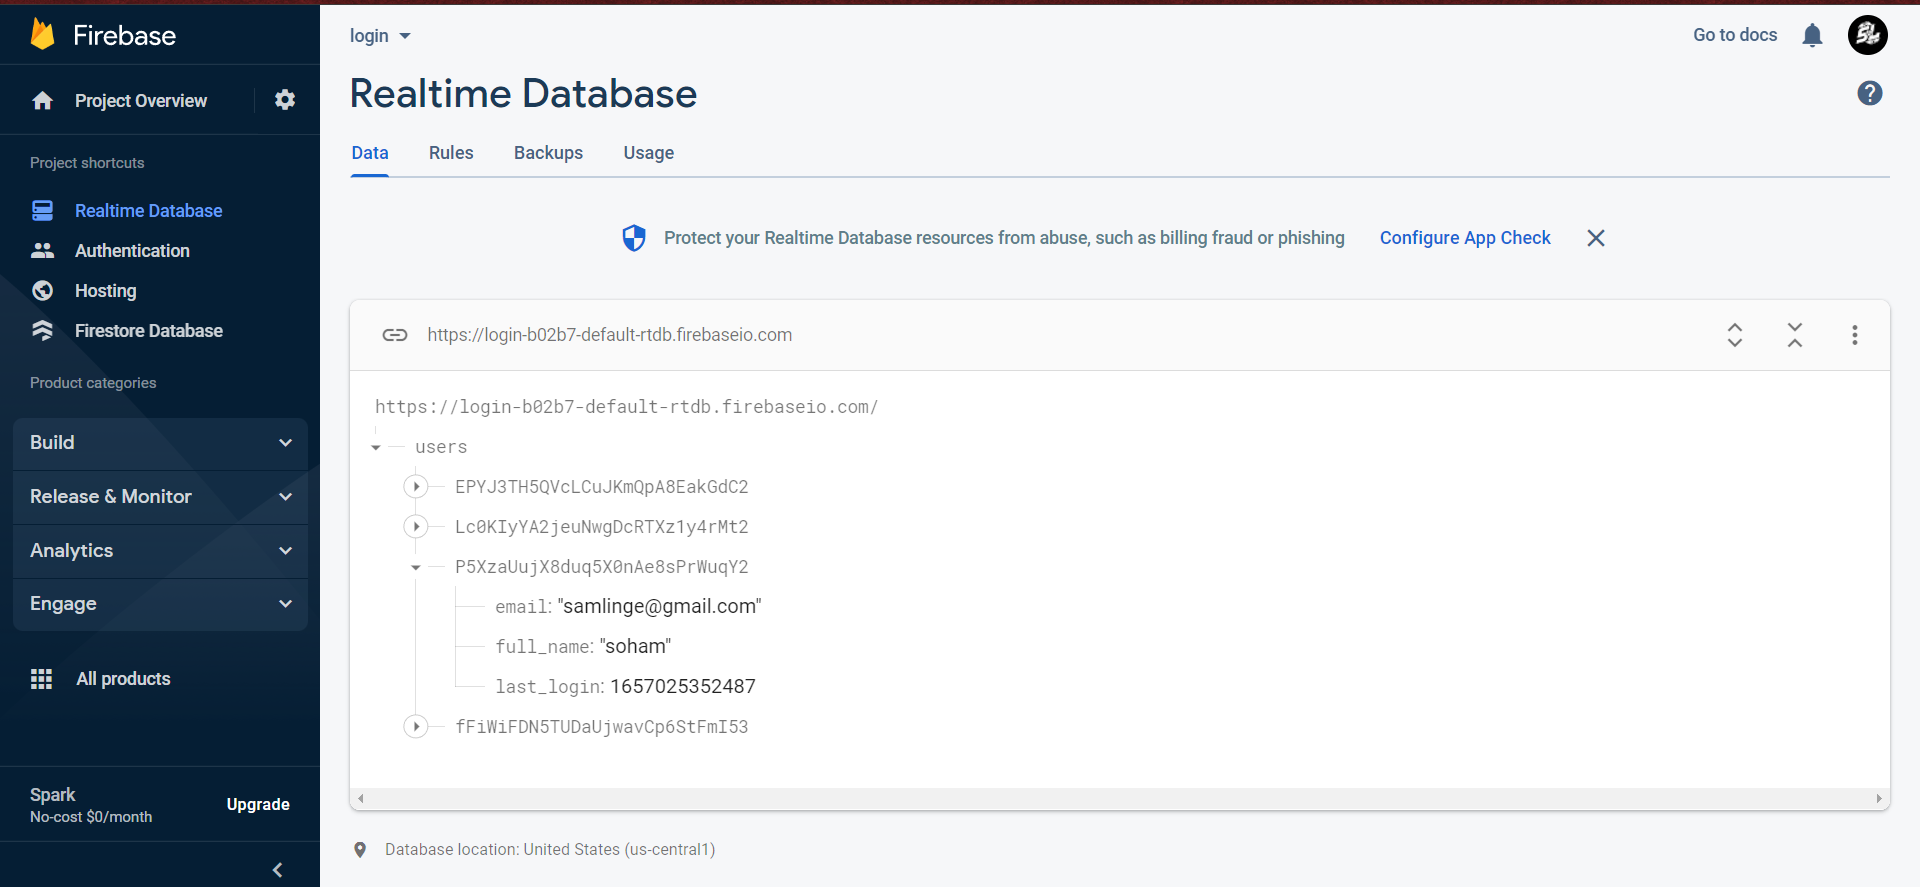 Firebase
Project Overview
Project shortcuts
Realtime Database
Authentication
Hosting
Firestore Database
Product categories
Build
Release & Monitor
Analytics
Engage
All products
Spark
No-cost $0/month
Upgrade
login
Go to docs
Realtime Database
Data Rules Backups Usage
Protect your Realtime Database resources from abuse, such as billing fraud or phishing Configure App Check
https://login-b02b7-default-rtdb.firebaseio.com
https://login-b02b7-default-rtdb.firebaseio.com/
users
EPYJ3TH5QVcLCuJKmQpA8EakGdC2
Lc0KIyYA2jeuNwgDcRTXz1y4rMt2
P5XzaUujX8duq5X0nAe8sPrWuqY2
email: "samlinge@gmail.com"
full_name: "soham"
last_login: 1657025352487
fFiWiFDN5TUDaUjwavCp6StFmI53
Database location: United States (us-central1)